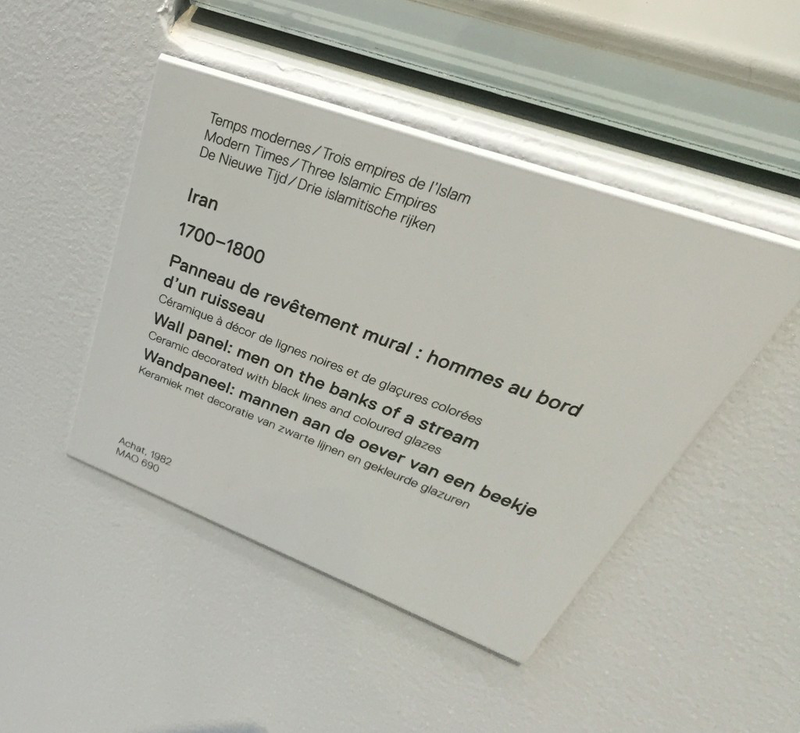 Temps modernes / Trois empires de l'Islam
Modern Times / Three Islamic Empires
De Nieuwe Tijd / Drie islamitische rijken
Iran
1700–1800
Panneau de revêtement mural : hommes au bord
d'un ruisseau
Céramique à décor de lignes noires et de glaçures colorées
Wall panel: men on the banks of a stream
Ceramic decorated with black lines and coloured glazes
Wandpaneel: mannen aan de oever van een beekje
Keramiek met decoratie van zwarte lijnen en gekleurde glazuren
Achat, 1982
MAO 690